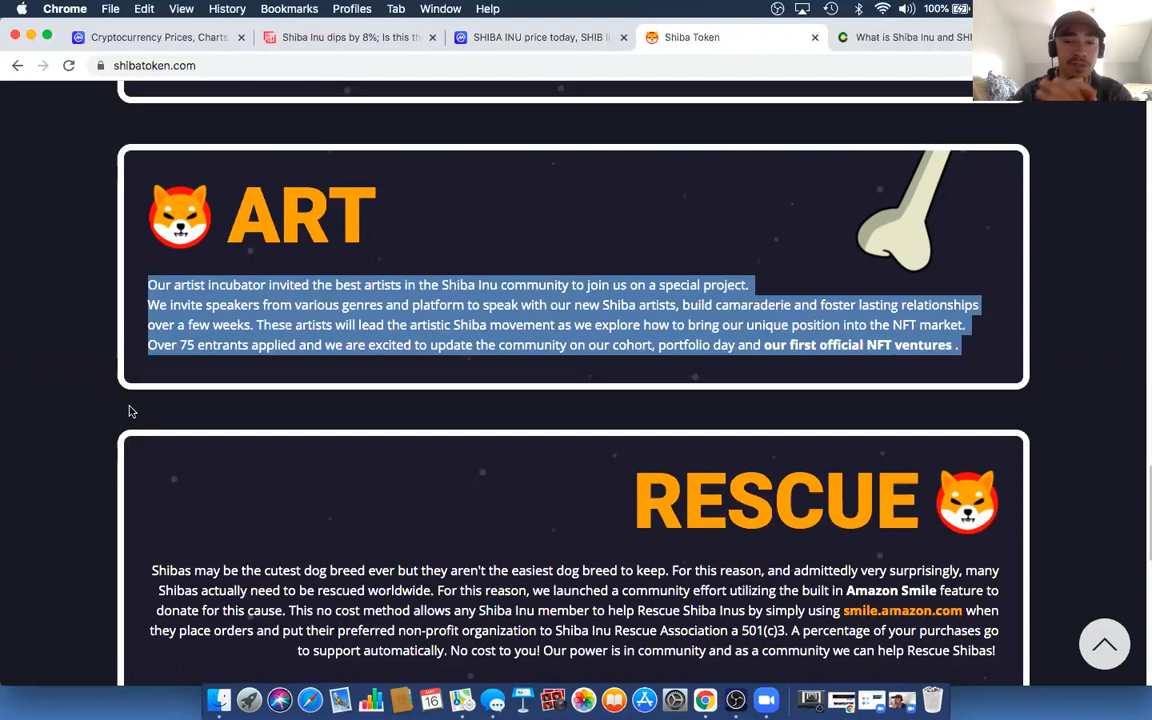 Chrome File Edit View History Bookmarks Profiles Tab Window Help 100%
Cryptocurrency Prices, Charts
Shiba Inu dips by 8%; Is this th
SHIBA INU price today, SHIB li
Shiba Token
What is Shiba Inu and SH
shibatoken.com
ART
Our artist incubator invited the best artists in the Shiba Inu community to join us on a special project.
We invite speakers from various genres and platform to speak with our new Shiba artists, build camaraderie and foster lasting relationships
over a few weeks. These artists will lead the artistic Shiba movement as we explore how to bring our unique position into the NFT market.
Over 75 entrants applied and we are excited to update the community on our cohort, portfolio day and our first official NFT ventures .
RESCUE
Shibas may be the cutest dog breed ever but they aren't the easiest dog breed to keep. For this reason, and admittedly very surprisingly, many
Shibas actually need to be rescued worldwide. For this reason, we launched a community effort utilizing the built in Amazon Smile feature to
donate for this cause. This no cost method allows any Shiba Inu member to help Rescue Shiba Inus by simply using smile.amazon.com when
they place orders and put their preferred non-profit organization to Shiba Inu Rescue Association a 501(c)3. A percentage of your purchases go
to support automatically. No cost to you! Our power is in community and as a community we can help Rescue Shibas!
16